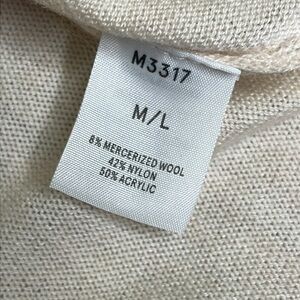 M3317
M/L
8% MERCERIZED WOOL
42% NYLON
50% ACRYLIC